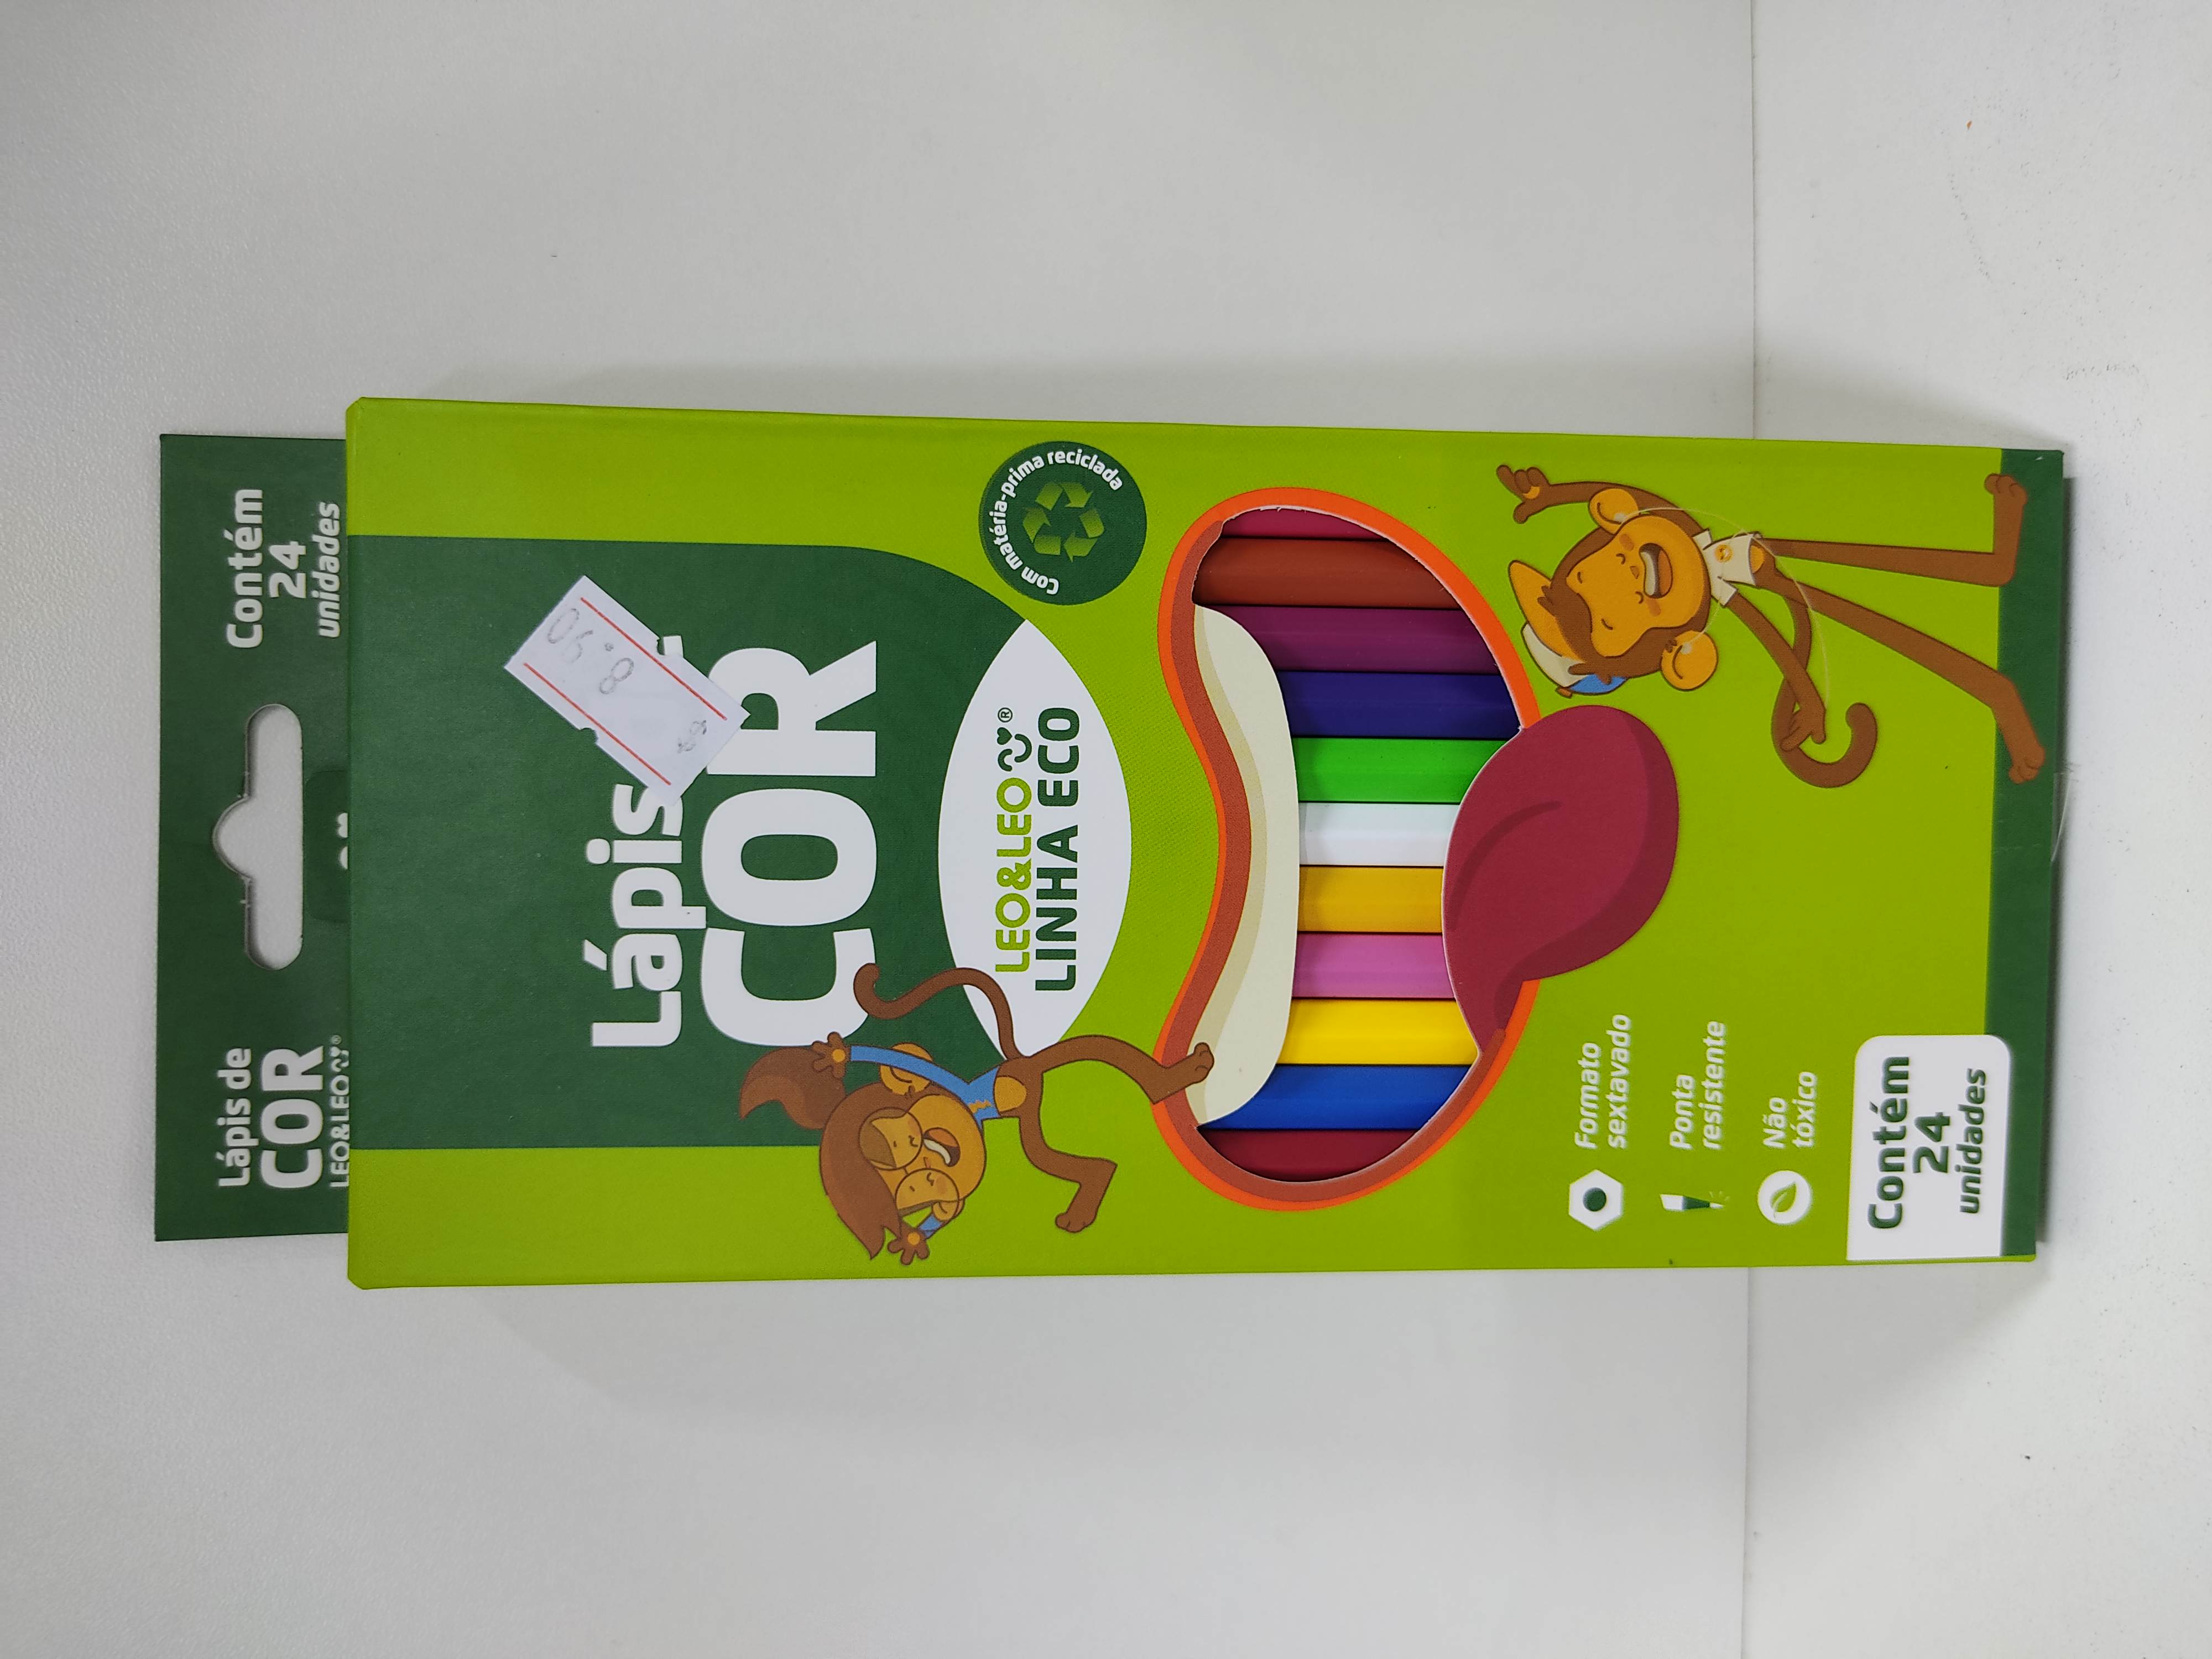 Lápis de
COR
LEO&LEO®
Contém
24
unidades
8.90
Lápis
COR
LEO&LEO®
LINHA ECO
Com matéria-prima reciclada
Formato
sextavado
Ponta
resistente
Não
tóxico
Contém
24
unidades